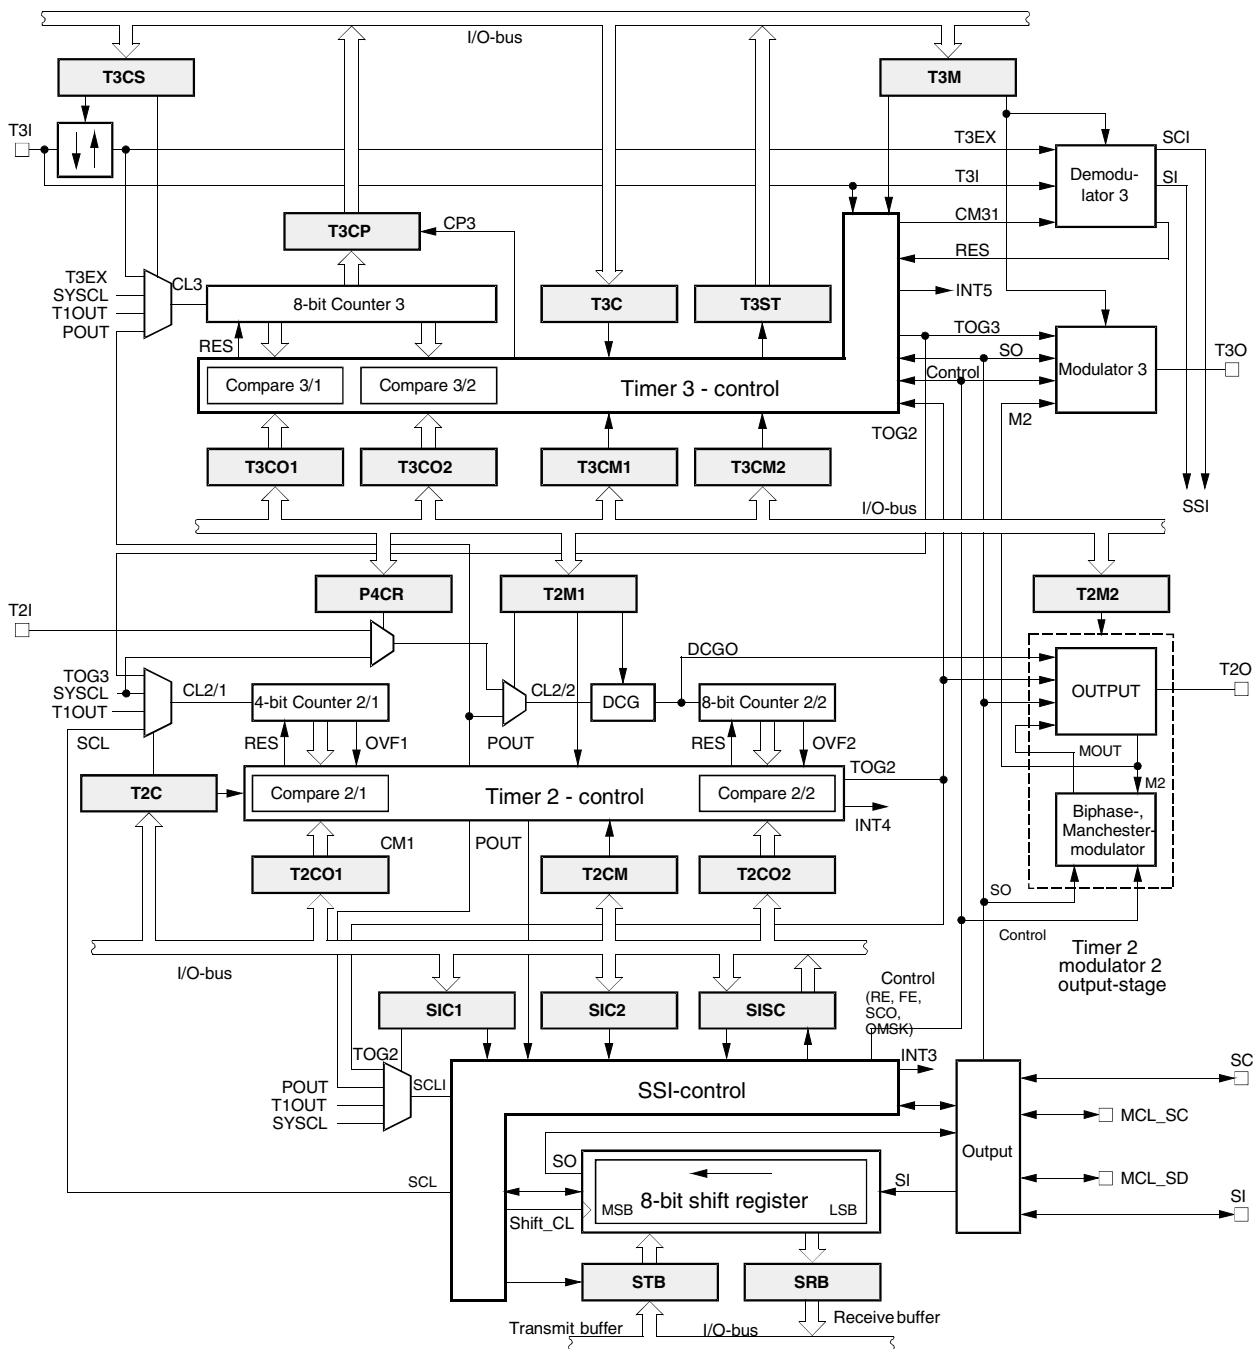 I/O-bus
T3CS
T3M
T3I
T3EX
SCI
Demodu-
lator 3
T3I
SI
T3CP
CP3
CM31
RES
T3EX
CL3
SYSCL
8-bit Counter 3
T3C
T3ST
INT5
T1OUT
POUT
RES
TOG3
SO
T3O
Compare 3/1
Compare 3/2
Timer 3 - control
Control
Modulator 3
M2
TOG2
T3CO1
T3CO2
T3CM1
T3CM2
I/O-bus
SSI
P4CR
T2M1
T2M2
T2I
DCGO
TOG3
SYSCL
CL2/1
4-bit Counter 2/1
CL2/2
DCG
8-bit Counter 2/2
OUTPUT
T2O
T1OUT
SCL
RES
OVF1
POUT
RES
OVF2
MOUT
TOG2
T2C
Compare 2/1
Timer 2 - control
Compare 2/2
M2
INT4
Biphase-,
Manchester-
modulator
CM1
POUT
T2CO1
T2CM
T2CO2
SO
Control
Timer 2
modulator 2
output-stage
I/O-bus
Control
(RE, FE,
SCO,
OMSK)
SIC1
SIC2
SISC
TOG2
INT3
SC
POUT
SCLI
SSI-control
T1OUT
SYSCL
MCL_SC
Output
SO
SCL
SI
MCL_SD
8-bit shift register
MSB
LSB
SI
Shift_CL
STB
SRB
Transmit buffer
I/O-bus
Receive buffer